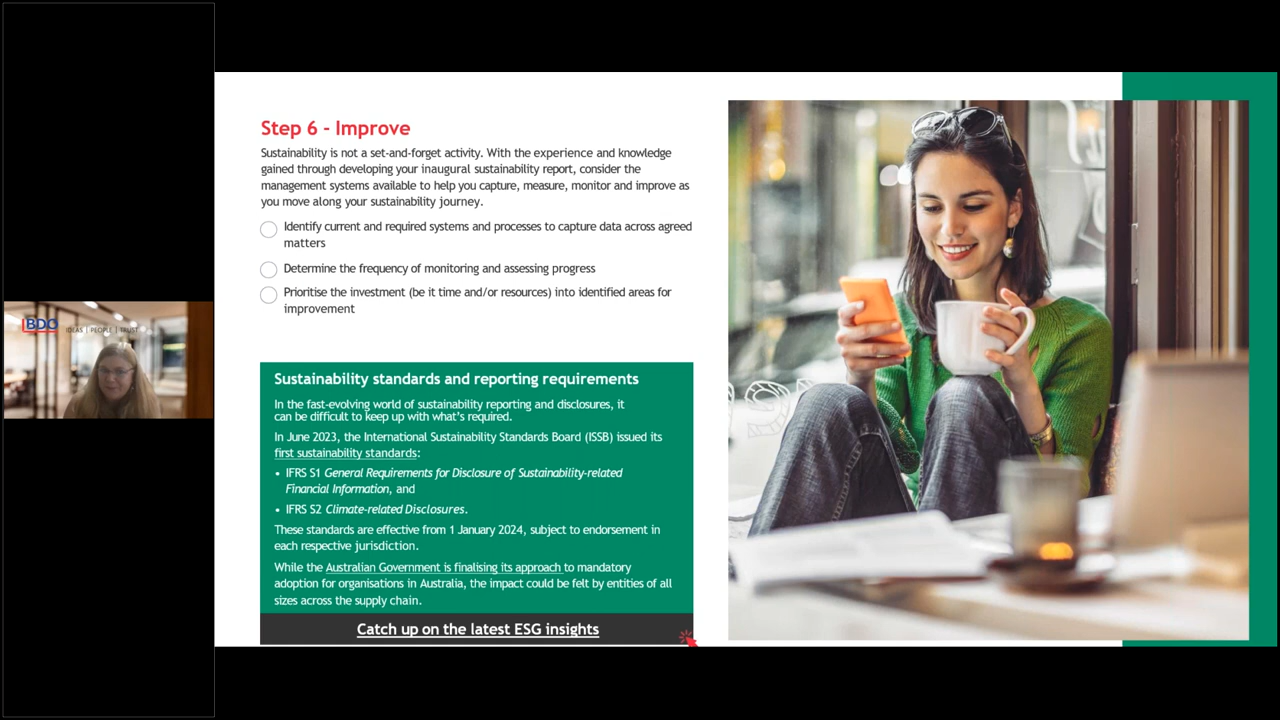 Step 6 - Improve
Sustainability is not a set-and-forget activity. With the experience and knowledge
gained through developing your inaugural sustainability report, consider the
management systems available to help you capture, measure, monitor and improve as
you move along your sustainability journey.
Identify current and required systems and processes to capture data across agreed
matters
Determine the frequency of monitoring and assessing progress
Prioritise the investment (be it time and/or resources) into identified areas for
improvement
BDO IDEAS | PEOPLE | TRUST
Sustainability standards and reporting requirements
In the fast-evolving world of sustainability reporting and disclosures, it
can be difficult to keep up with what's required.
In June 2023, the International Sustainability Standards Board (ISSB) issued its
first sustainability standards:
• IFRS S1 General Requirements for Disclosure of Sustainability-related
Financial Information, and
• IFRS S2 Climate-related Disclosures.
These standards are effective from 1 January 2024, subject to endorsement in
each respective jurisdiction.
While the Australian Government is finalising its approach to mandatory
adoption for organisations in Australia, the impact could be felt by entities of all
sizes across the supply chain.
Catch up on the latest ESG insights